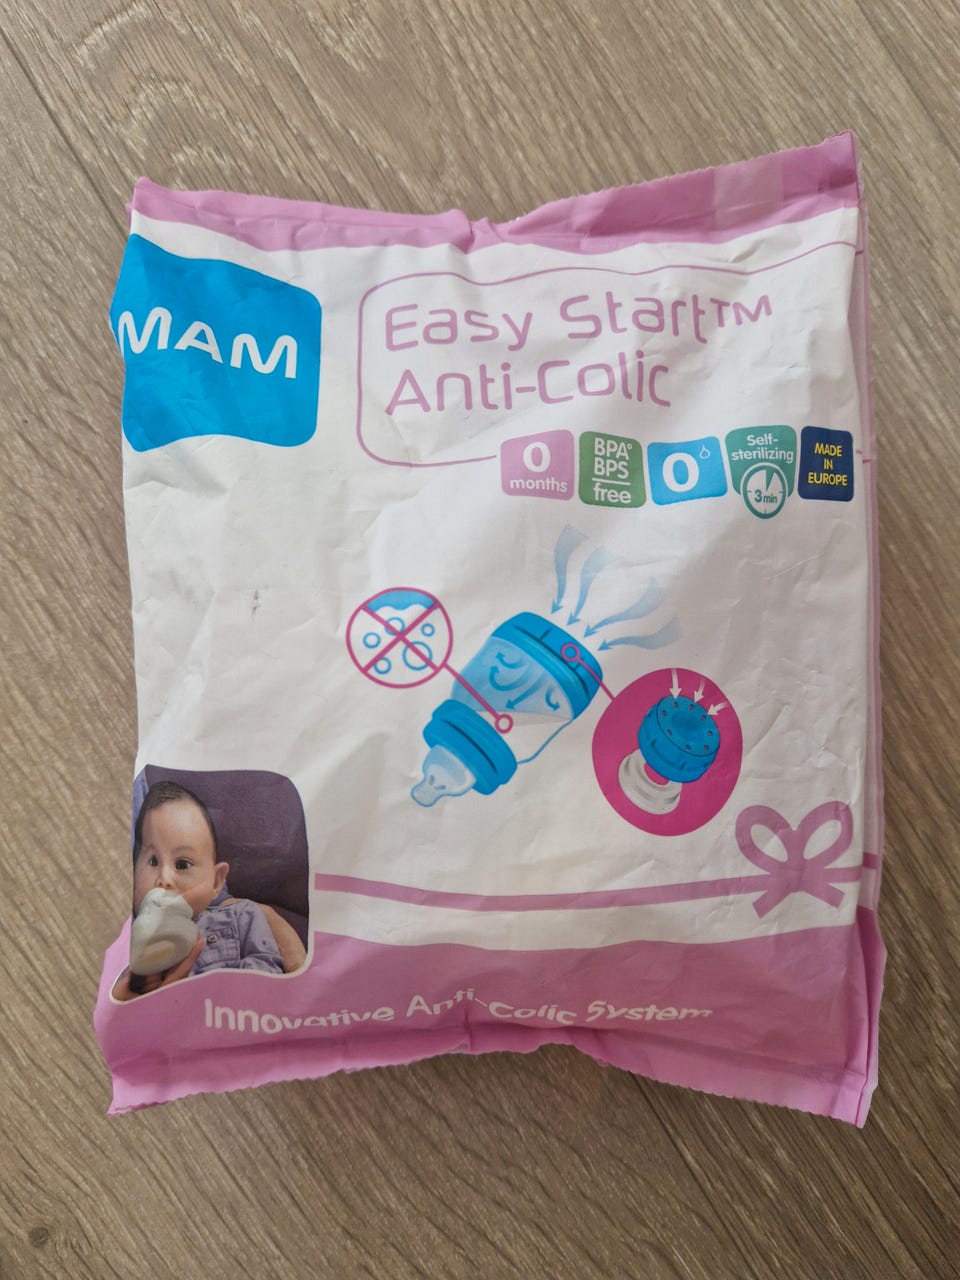 MAM
Easy Start™
Anti-Colic
0
months
BPA°
BPS
free
0
Self-
sterilizing
3 min
MADE
IN
EUROPE
Innovative Anti-Colic System